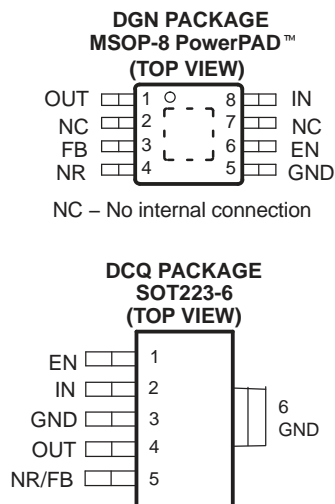 DGN PACKAGE
MSOP-8 PowerPAD™
(TOP VIEW)
OUT 1 8 IN
NC 2 7 NC
FB 3 6 EN
NR 4 5 GND
NC – No internal connection
DCQ PACKAGE
SOT223-6
(TOP VIEW)
EN 1
IN 2
GND 3
OUT 4
NR/FB 5
6
GND